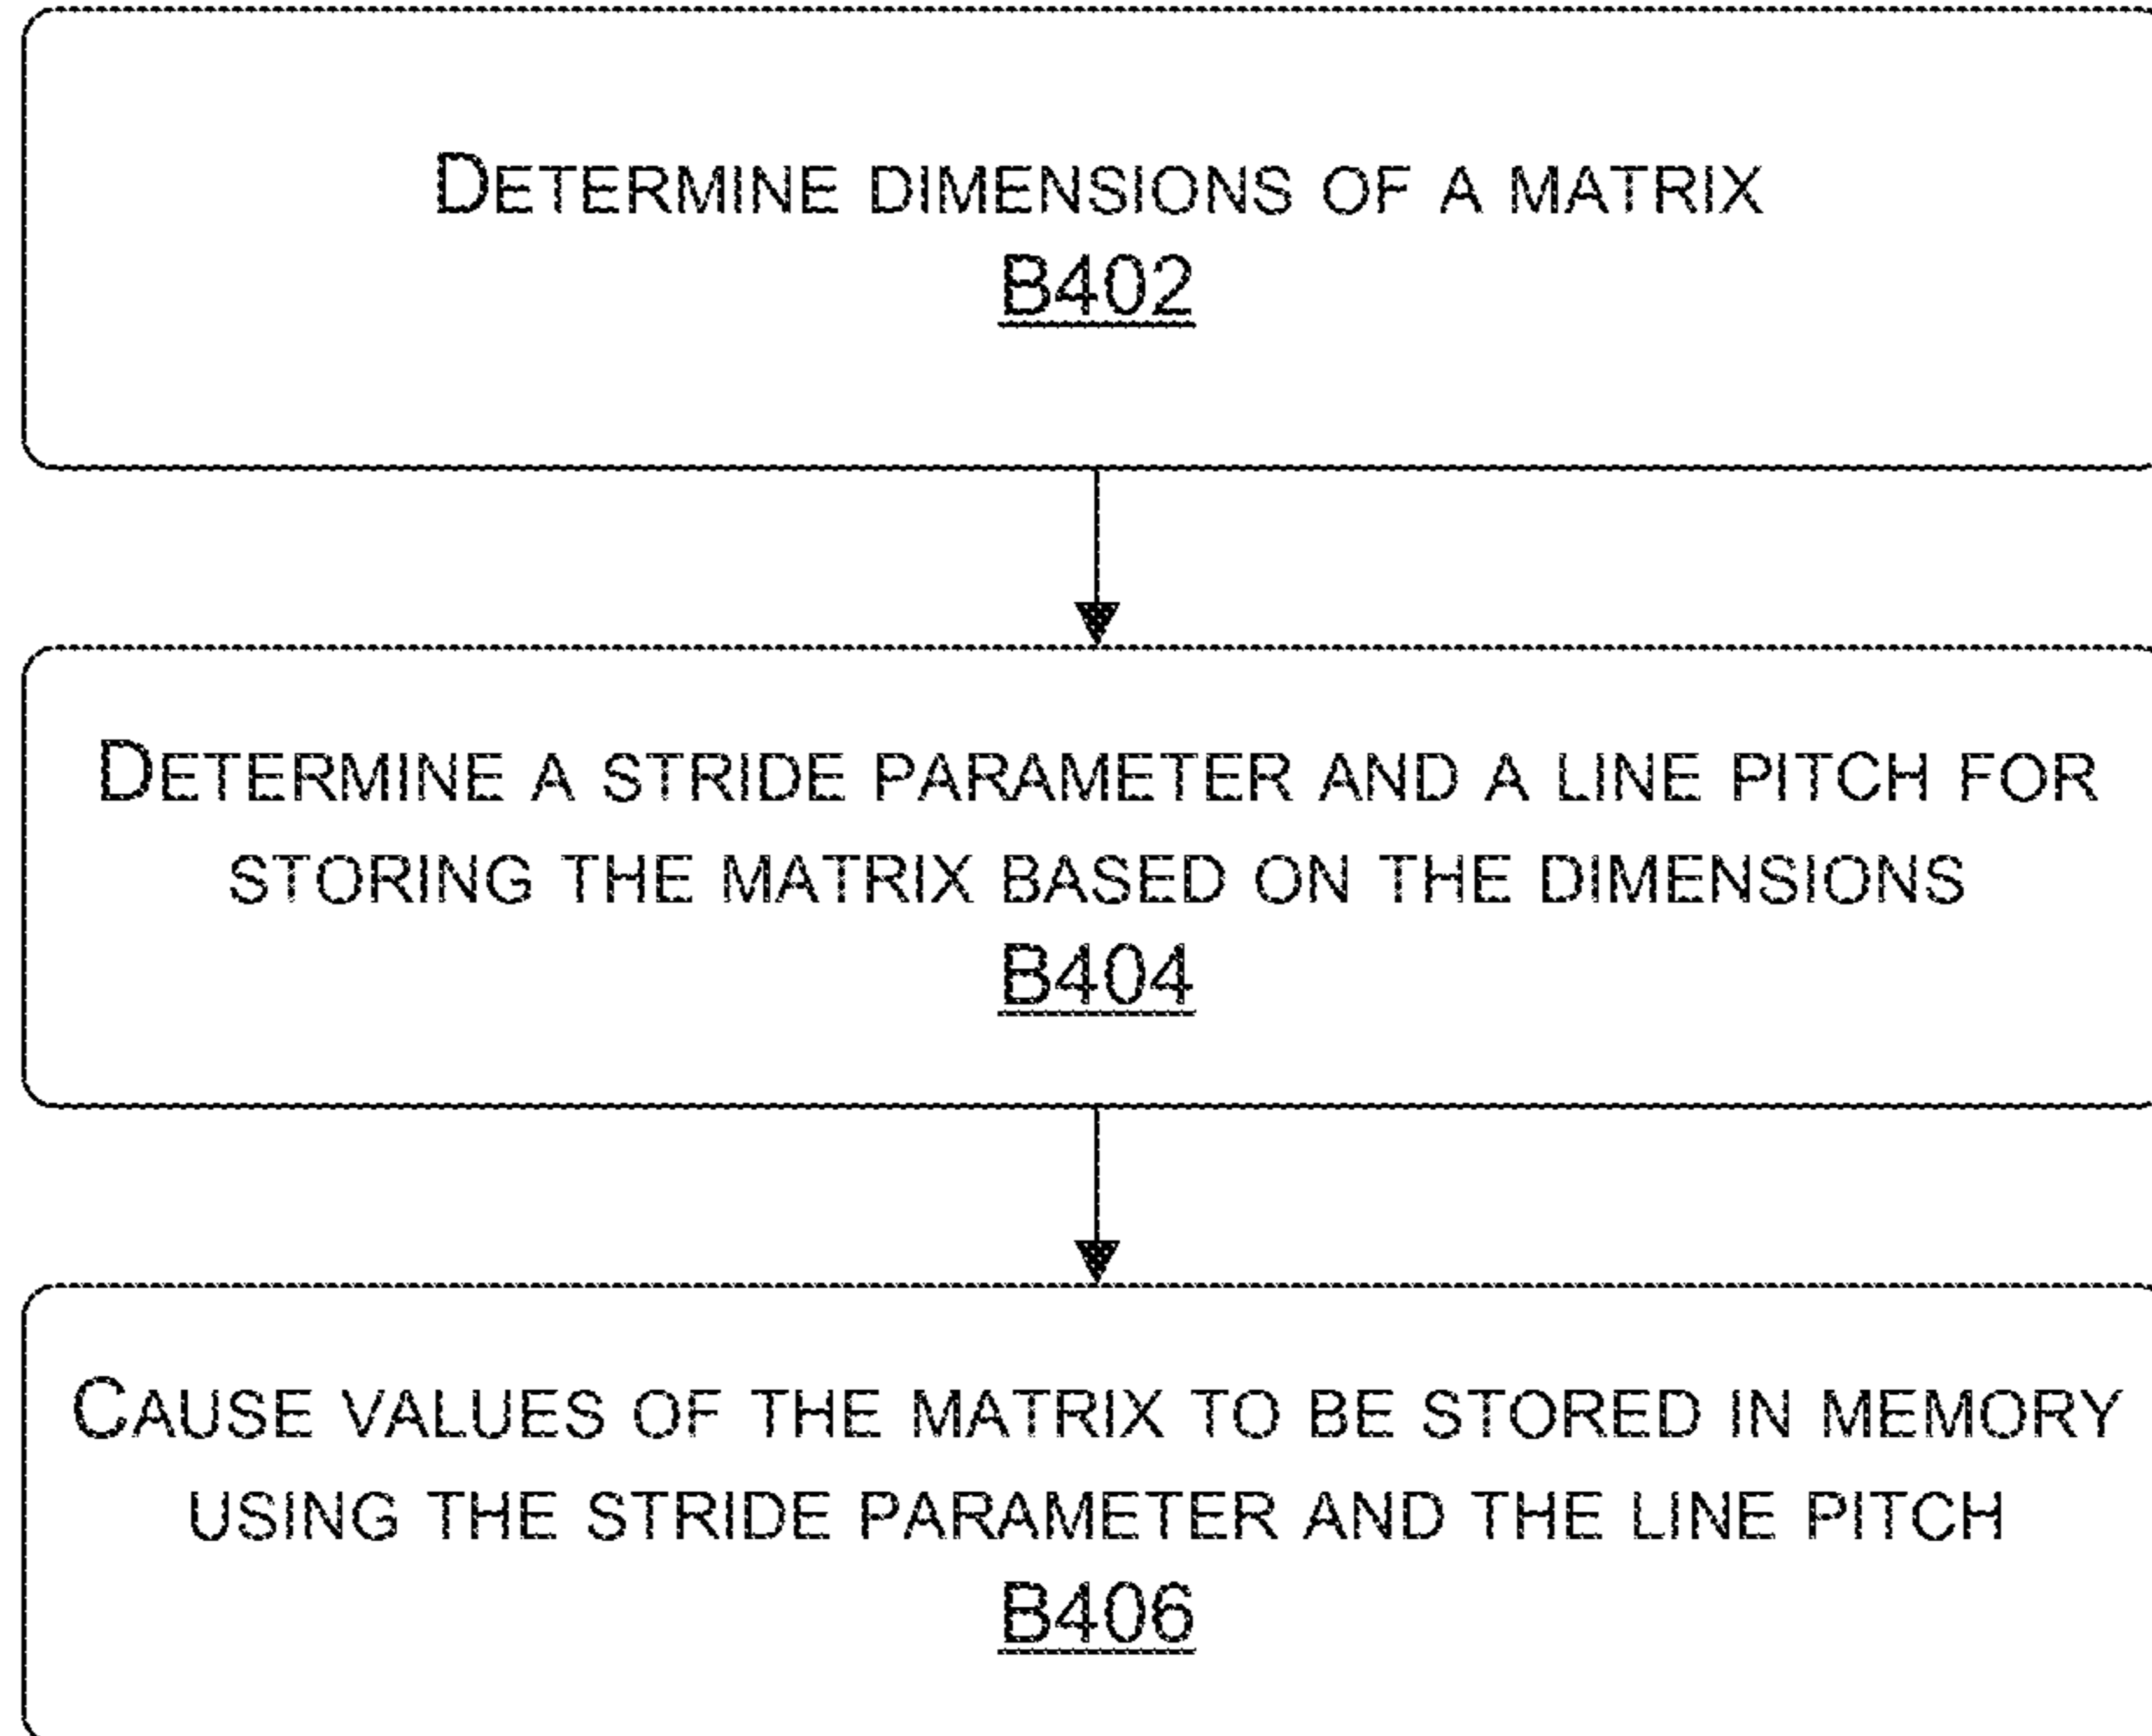 DETERMINE DIMENSIONS OF A MATRIX
B402
DETERMINE A STRIDE PARAMETER AND A LINE PITCH FOR
STORING THE MATRIX BASED ON THE DIMENSIONS
B404
CAUSE VALUES OF THE MATRIX TO BE STORED IN MEMORY
USING THE STRIDE PARAMETER AND THE LINE PITCH
B406